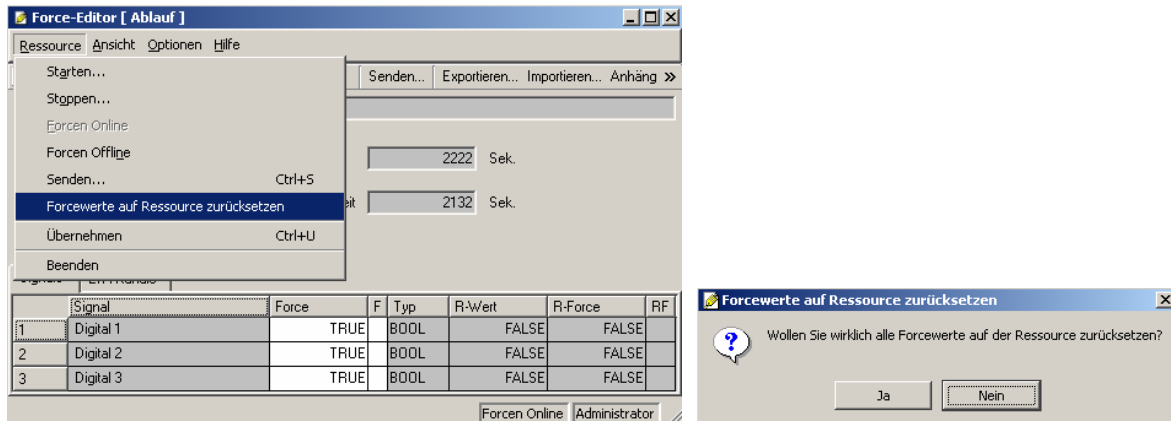 Force-Editor [ Ablauf ]
Ressource Ansicht Optionen Hilfe
Senden... Exportieren... Importieren... Anhäng »
Starten...
Stoppen...
Forcen Online
Forcen Offline
Senden... Ctrl+S
Forcewerte auf Ressource zurücksetzen
Übernehmen Ctrl+U
Beenden
2222 Sek.
eit 2132 Sek.
Signal Force F Typ R-Wert R-Force RF
1 Digital 1 TRUE BOOL FALSE FALSE
2 Digital 2 TRUE BOOL FALSE FALSE
3 Digital 3 TRUE BOOL FALSE FALSE
Forcen Online Administrator
Forcewerte auf Ressource zurücksetzen
Wollen Sie wirklich alle Forcewerte auf der Ressource zurücksetzen?
Ja Nein